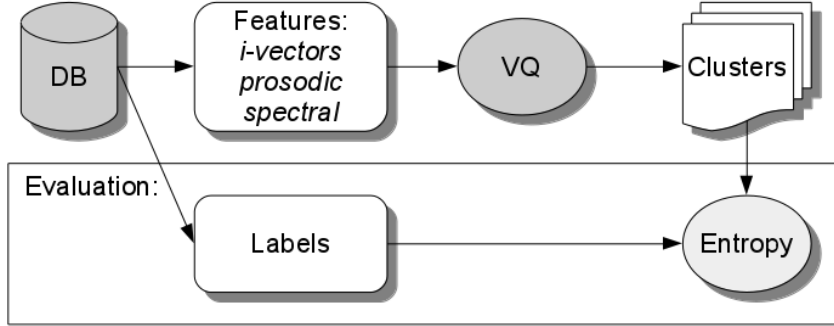 DB
Features:
i-vectors
prosodic
spectral
VQ
Clusters
Evaluation:
Labels
Entropy